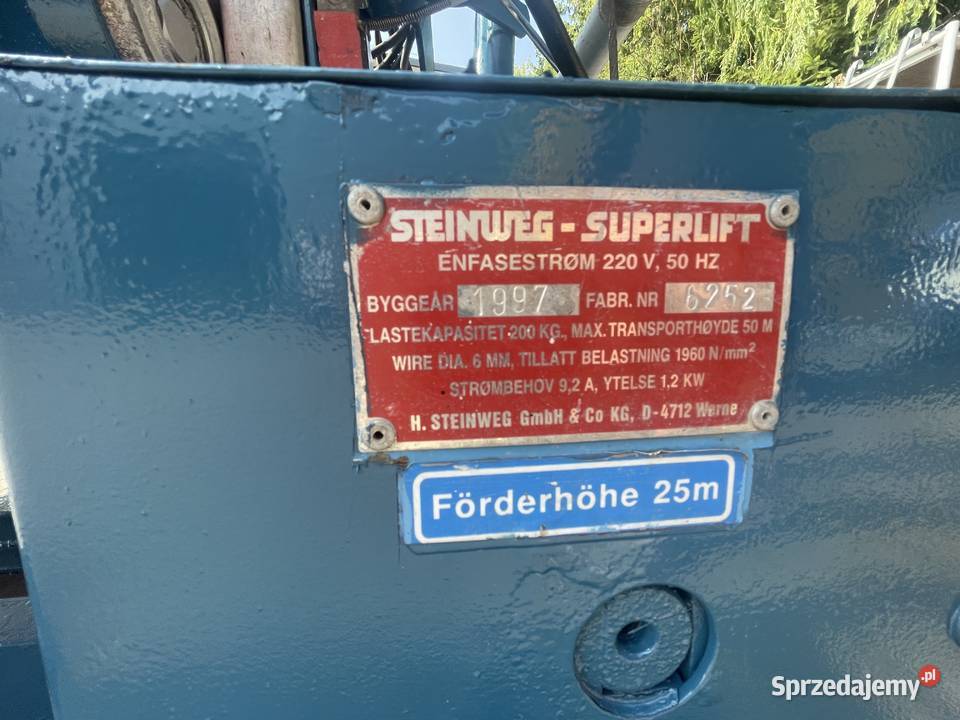 STEINWEG - SUPERLIFT
ENFASESTRØM 220 V, 50 HZ
BYGGEÅR 1997 FABR. NR 6252
LASTEKAPASITET 200 KG., MAX. TRANSPORTHØYDE 50 M
WIRE DIA. 6 MM, TILLATT BELASTNING 1960 N/mm²
STRØMBEHOV 9,2 A, YTELSE 1,2 KW
H. STEINWEG GmbH & Co KG, D-4712 Werne
Förderhöhe 25m
Sprzedajemy.pl